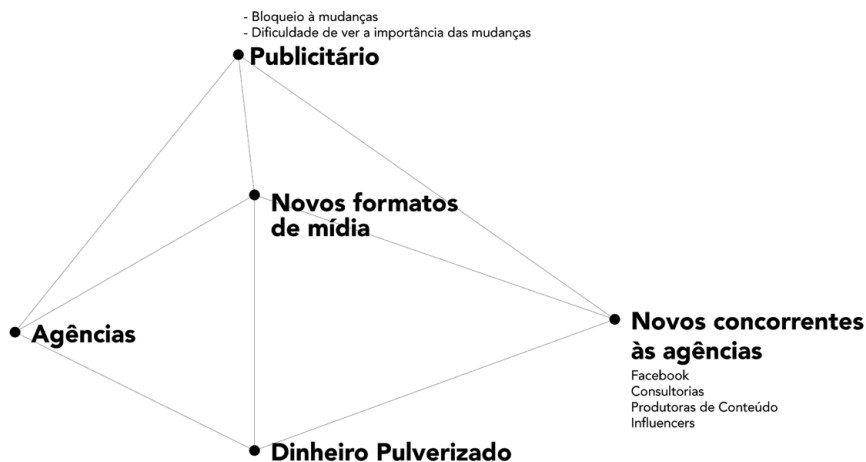 - Bloqueio à mudanças
- Dificuldade de ver a importância das mudanças
Publicitário
Novos formatos
de mídia
Agências
Novos concorrentes
às agências
Facebook
Consultorias
Produtoras de Conteúdo
Influencers
Dinheiro Pulverizado